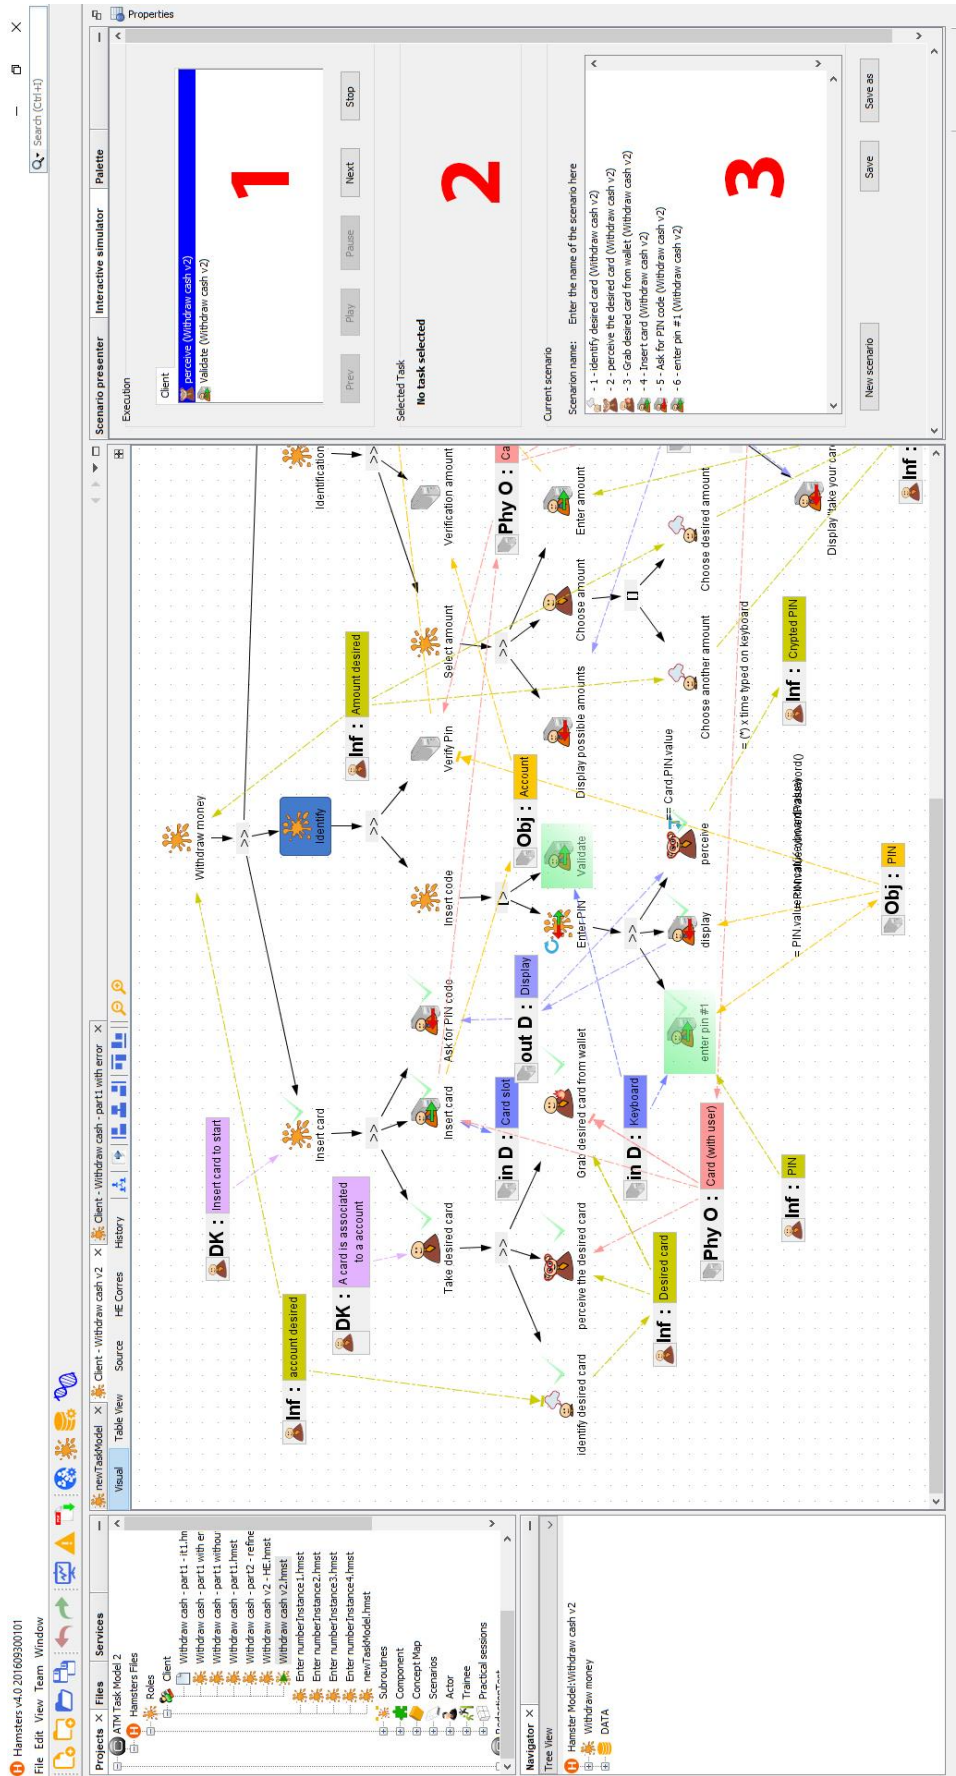 Hamsters v4.0 201609300101
File Edit View Team Window
Search (Ctrl+I)
Projects × Files Services
ATM Task Model 2
Hamsters Files
Roles
Client
Withdraw cash - part1 - it1.hm
Withdraw cash - part1 with er
Withdraw cash - part1 withou
Withdraw cash - part1.hmst
Withdraw cash - part2 - refine
Withdraw cash v2 - HE.hmst
Withdraw cash v2.hmst
Enter numberInstance1.hmst
Enter numberInstance2.hmst
Enter numberInstance3.hmst
Enter numberInstance4.hmst
newTaskModel.hmst
Subroutines
Component
Concept Map
Scenarios
Actor
Trainee
Practical sessions
Navigator ×
Tree View
Hamster Model:Withdraw cash v2
Withdraw money
DATA
newTaskModel × Client - Withdraw cash v2 × Client - Withdraw cash - part1 with error ×
Visual Table View Source HE Corres History
Withdraw money
>>
DK : Insert card to start
Inf : account desired
Insert card
Identify
Identification
Inf : Amount desired
DK : A card is associated
to a account
>>
>>
>>
Take desired card
Insert card
Ask for PIN code
Insert code
Verify Pin
Select amount
Verification amount
>>
in D : Card slot
out D : Display
[>
Obj : Account
>>
Phy O : Ca
identify desired card
perceive the desired card
Grab desired card from wallet
Enter PIN
Validate
Display possible amounts
Choose amount
Enter amount
Inf : Desired card
in D : Keyboard
>>
== Card.PIN.value
[]
enter pin #1
display
perceive
Choose another amount
Choose desired amount
Phy O : Card (with user)
= (*) x time typed on keyboard
Inf : PIN
Inf : Crypted PIN
Display "take your card
Obj : PIN
Inf :
Scenario presenter Interactive simulator Palette
Properties
Execution
Client
perceive (Withdraw cash v2)
Validate (Withdraw cash v2)
1
Prev Play Pause Next Stop
Selected Task
No task selected
2
Current scenario
Scenarion name: Enter the name of the scenario here
- 1 - identify desired card (Withdraw cash v2)
- 2 - perceive the desired card (Withdraw cash v2)
- 3 - Grab desired card from wallet (Withdraw cash v2)
- 4 - Insert card (Withdraw cash v2)
- 5 - Ask for PIN code (Withdraw cash v2)
- 6 - enter pin #1 (Withdraw cash v2)
3
New scenario Save Save as